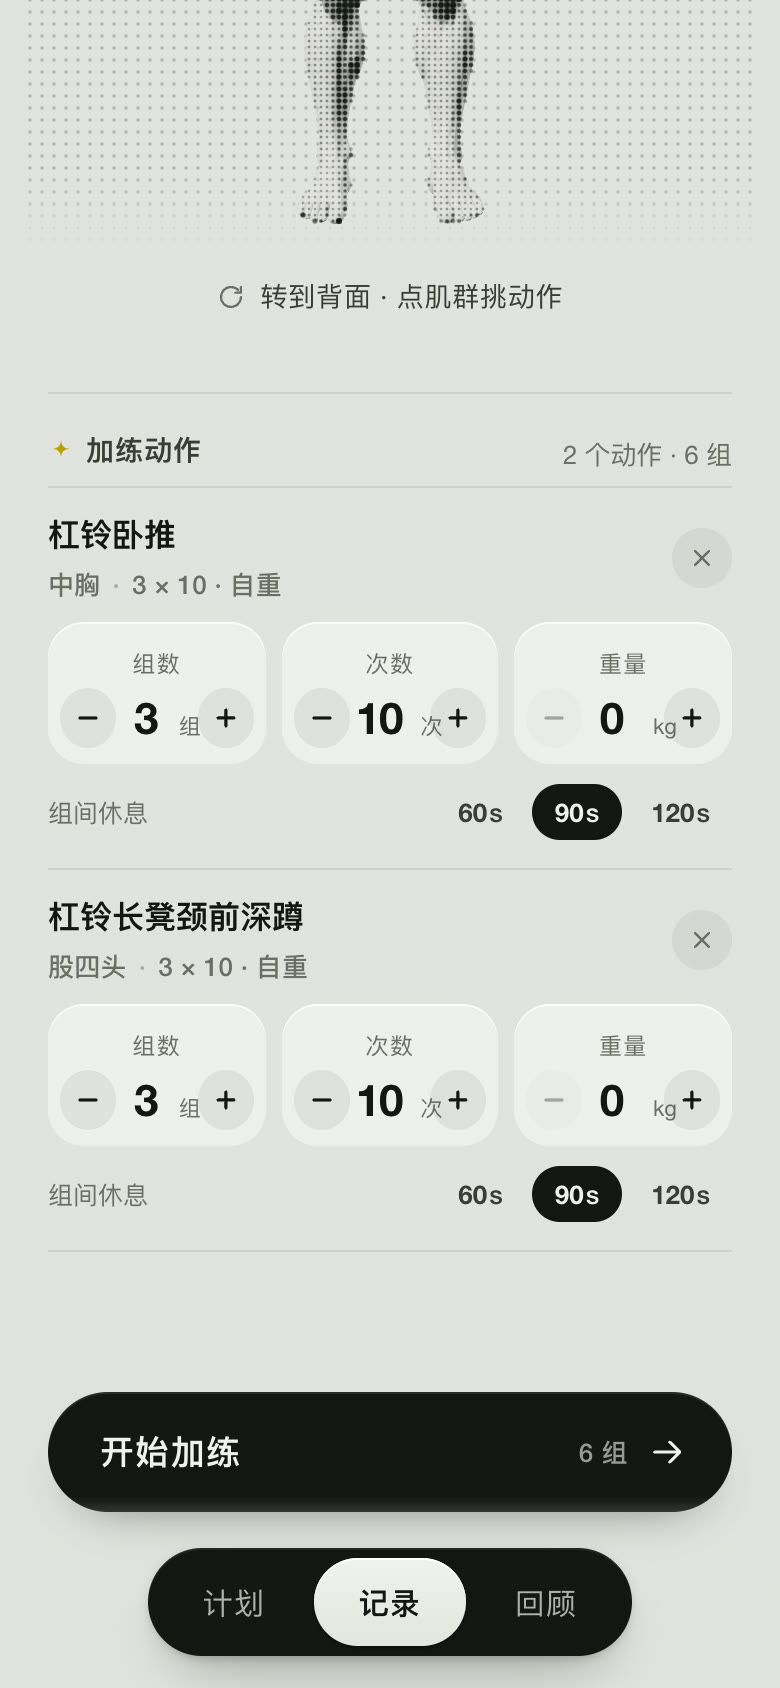 转到背面 · 点肌群挑动作
加练动作
2 个动作 · 6 组
杠铃卧推
中胸 · 3 × 10 · 自重
组数 次数 重量
− 3 组 + − 10 次 + − 0 kg +
组间休息 60s 90s 120s
杠铃长凳颈前深蹲
股四头 · 3 × 10 · 自重
组数 次数 重量
− 3 组 + − 10 次 + − 0 kg +
组间休息 60s 90s 120s
开始加练 6 组 →
计划 记录 回顾